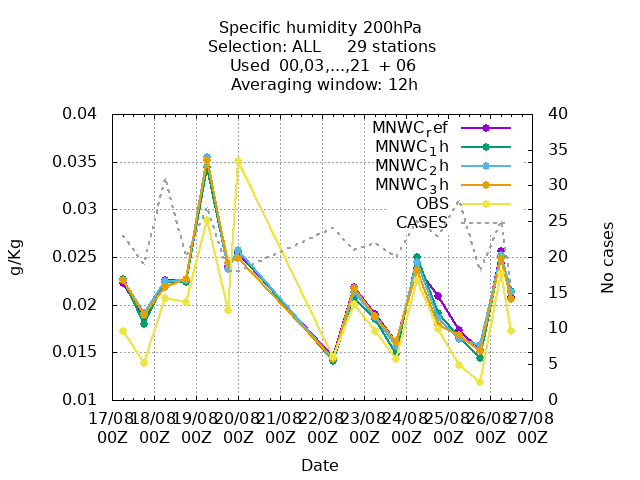 Specific humidity 200hPa
Selection: ALL 29 stations
Used 00,03,...,21 + 06
Averaging window: 12h
0.04
0.035
0.03
0.025
0.02
0.015
0.01
g/Kg
40
35
30
25
20
15
10
5
0
No cases
MNWC_ref
MNWC_1h
MNWC_2h
MNWC_3h
OBS
CASES
17/08 18/08 19/08 20/08 21/08 22/08 23/08 24/08 25/08 26/08 27/08
00Z 00Z 00Z 00Z 00Z 00Z 00Z 00Z 00Z 00Z 00Z
Date